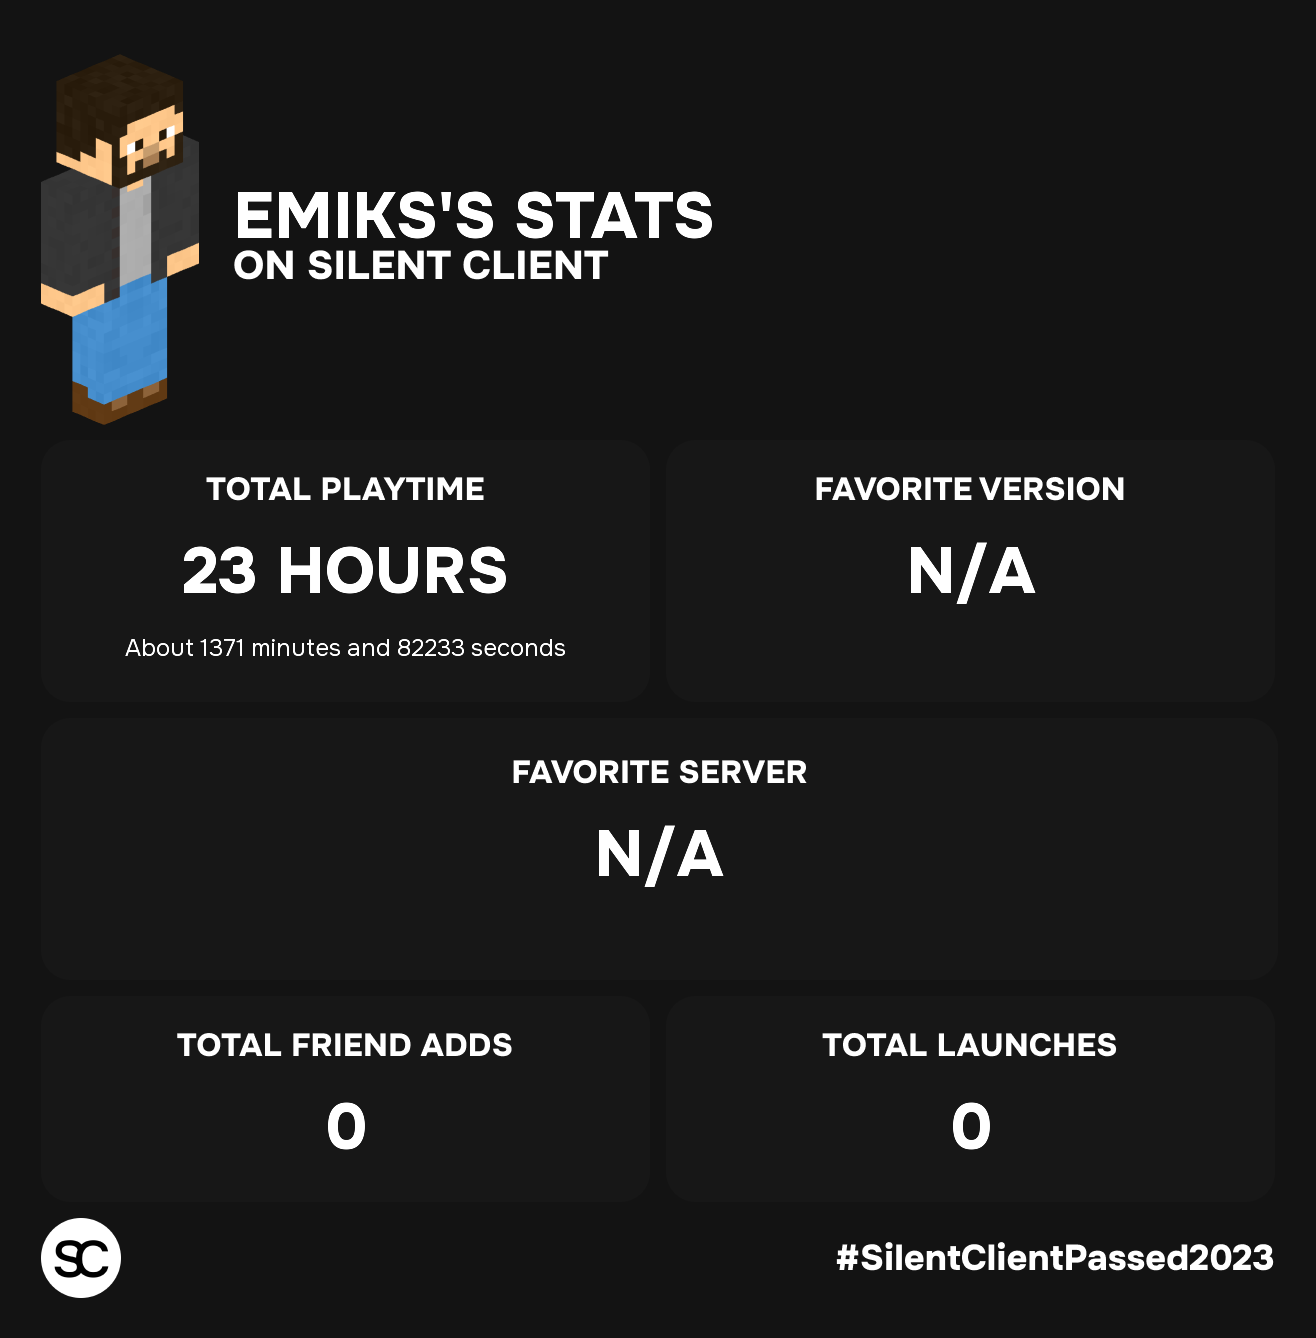 EMIKS'S STATS
ON SILENT CLIENT
TOTAL PLAYTIME
23 HOURS
About 1371 minutes and 82233 seconds
FAVORITE VERSION
N/A
FAVORITE SERVER
N/A
TOTAL FRIEND ADDS
0
TOTAL LAUNCHES
0
SC
#SilentClientPassed2023